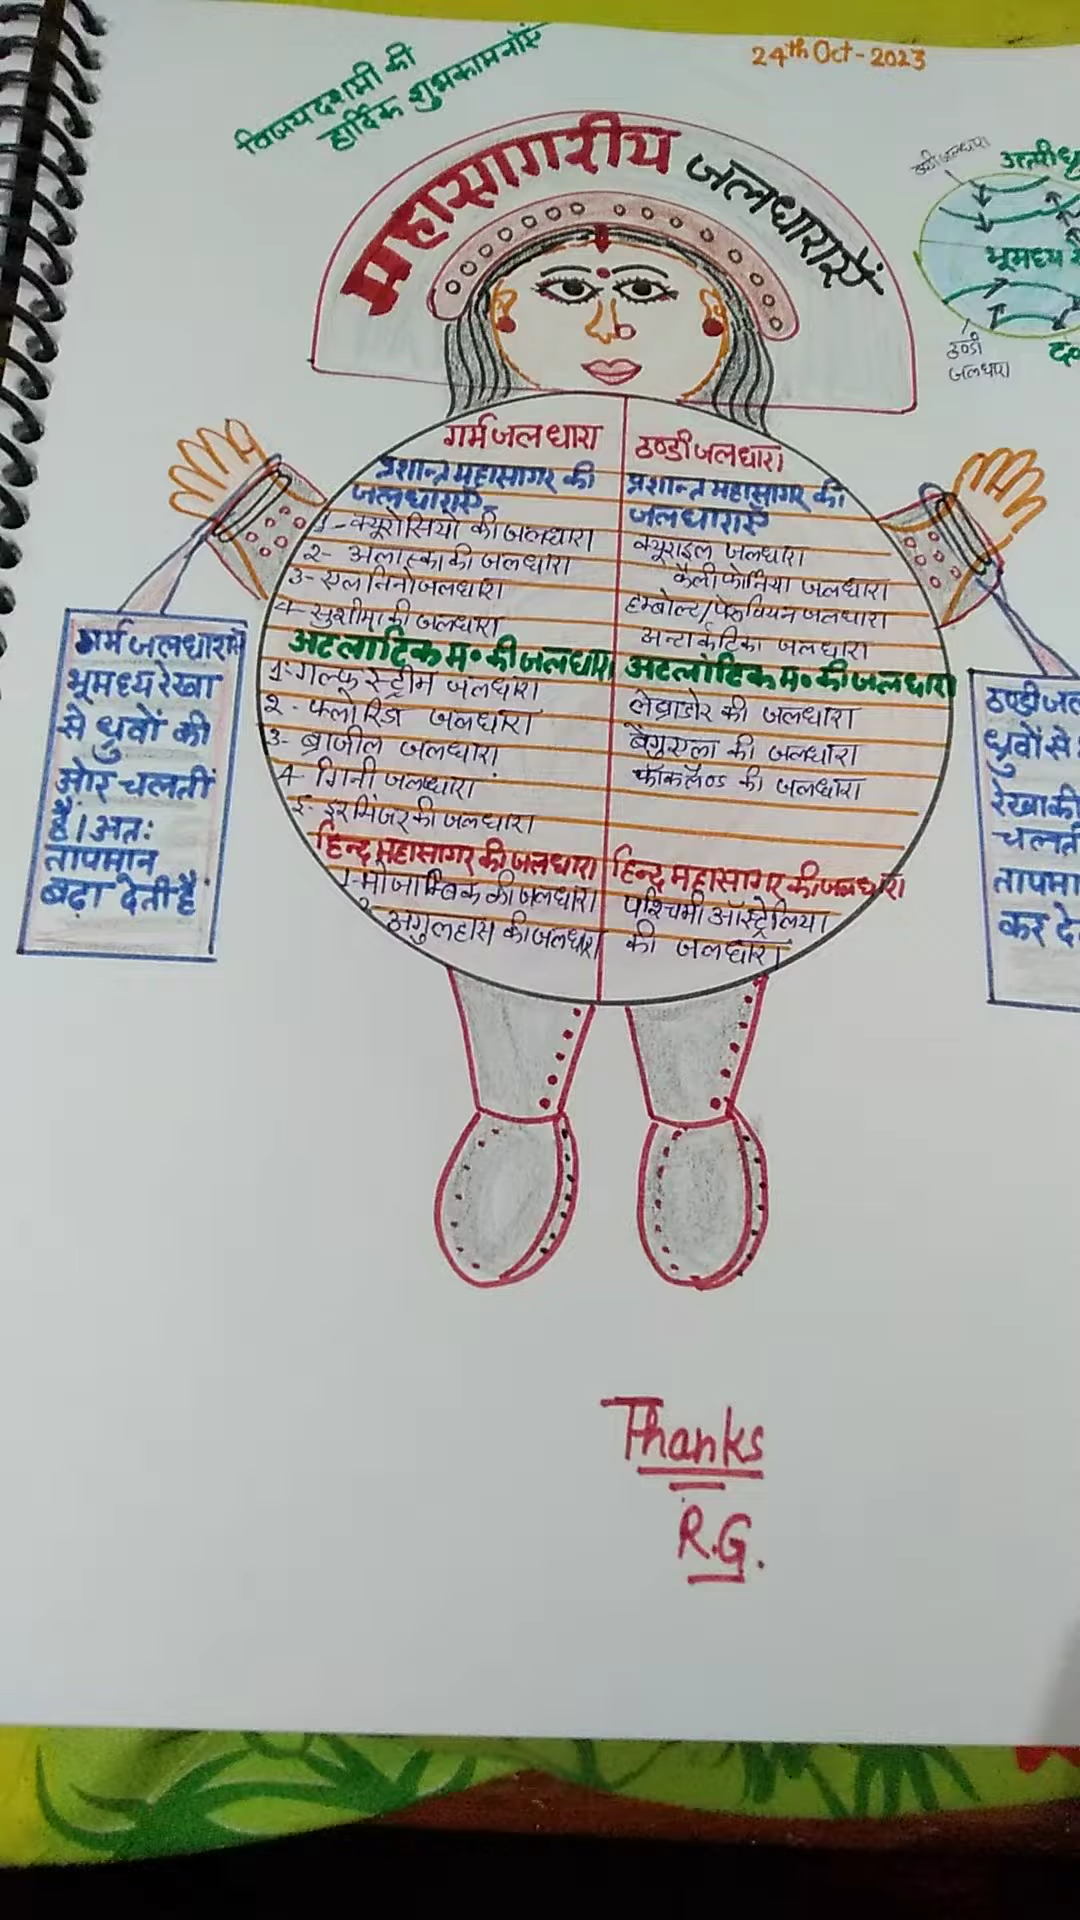 विजयदशमी की
हार्दिक शुभकामनाएँ
24th Oct - 2023
महासागरीय जलधारायें
ठण्डी जलधारा
भूमध्य
ठण्डी
जलधारा
गर्म जलधारा
प्रशान्त महासागर की
जलधाराएँ
1- क्यूरोसियो की जलधारा
2- अलास्का की जलधारा
3- एलनिनो जलधारा
4- सुशीमा की जलधारा
अटलांटिक म० की जलधारा
1- गल्फ स्ट्रीम जलधारा
2- फ्लोरिडा जलधारा
3- ब्राजील जलधारा
4- गिनी जलधारा
5- इरमिंजर की जलधारा
हिन्द महासागर की जलधारा
1- मोजाम्बिक की जलधारा
2 अगुलहास की जलधारा
ठण्डी जलधारा
प्रशान्त महासागर की
जलधाराएँ
क्यूराइल जलधारा
कैलीफोर्निया जलधारा
हम्बोल्ट/पेरुवियन जलधारा
अन्टार्कटिका जलधारा
अटलांटिक म० की जलधारा
लेब्राडोर की जलधारा
बेंगुएला की जलधारा
फॉकलैण्ड की जलधारा
हिन्द महासागर की जलधारा
पश्चिमी ऑस्ट्रेलिया
की जलधारा
गर्म जलधारायें
भूमध्य रेखा
से ध्रुवों की
ओर चलती
हैं। अतः
तापमान
बढ़ा देती हैं
ठण्डी जल
ध्रुवों से
रेखा की
चलती
तापमा
कर दे
Thanks
R.G.